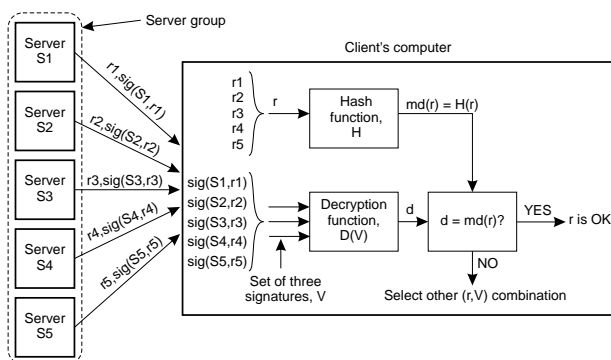 Server group
Server
S1
Server
S2
Server
S3
Server
S4
Server
S5
r1,sig(S1,r1)
r2,sig(S2,r2)
r3,sig(S3,r3)
r4,sig(S4,r4)
r5,sig(S5,r5)
Client's computer
r1
r2
r3
r4
r5
r
Hash
function,
H
md(r) = H(r)
sig(S1,r1)
sig(S2,r2)
sig(S3,r3)
sig(S4,r4)
sig(S5,r5)
Set of three
signatures, V
Decryption
function,
D(V)
d
d = md(r)?
YES
r is OK
NO
Select other (r,V) combination